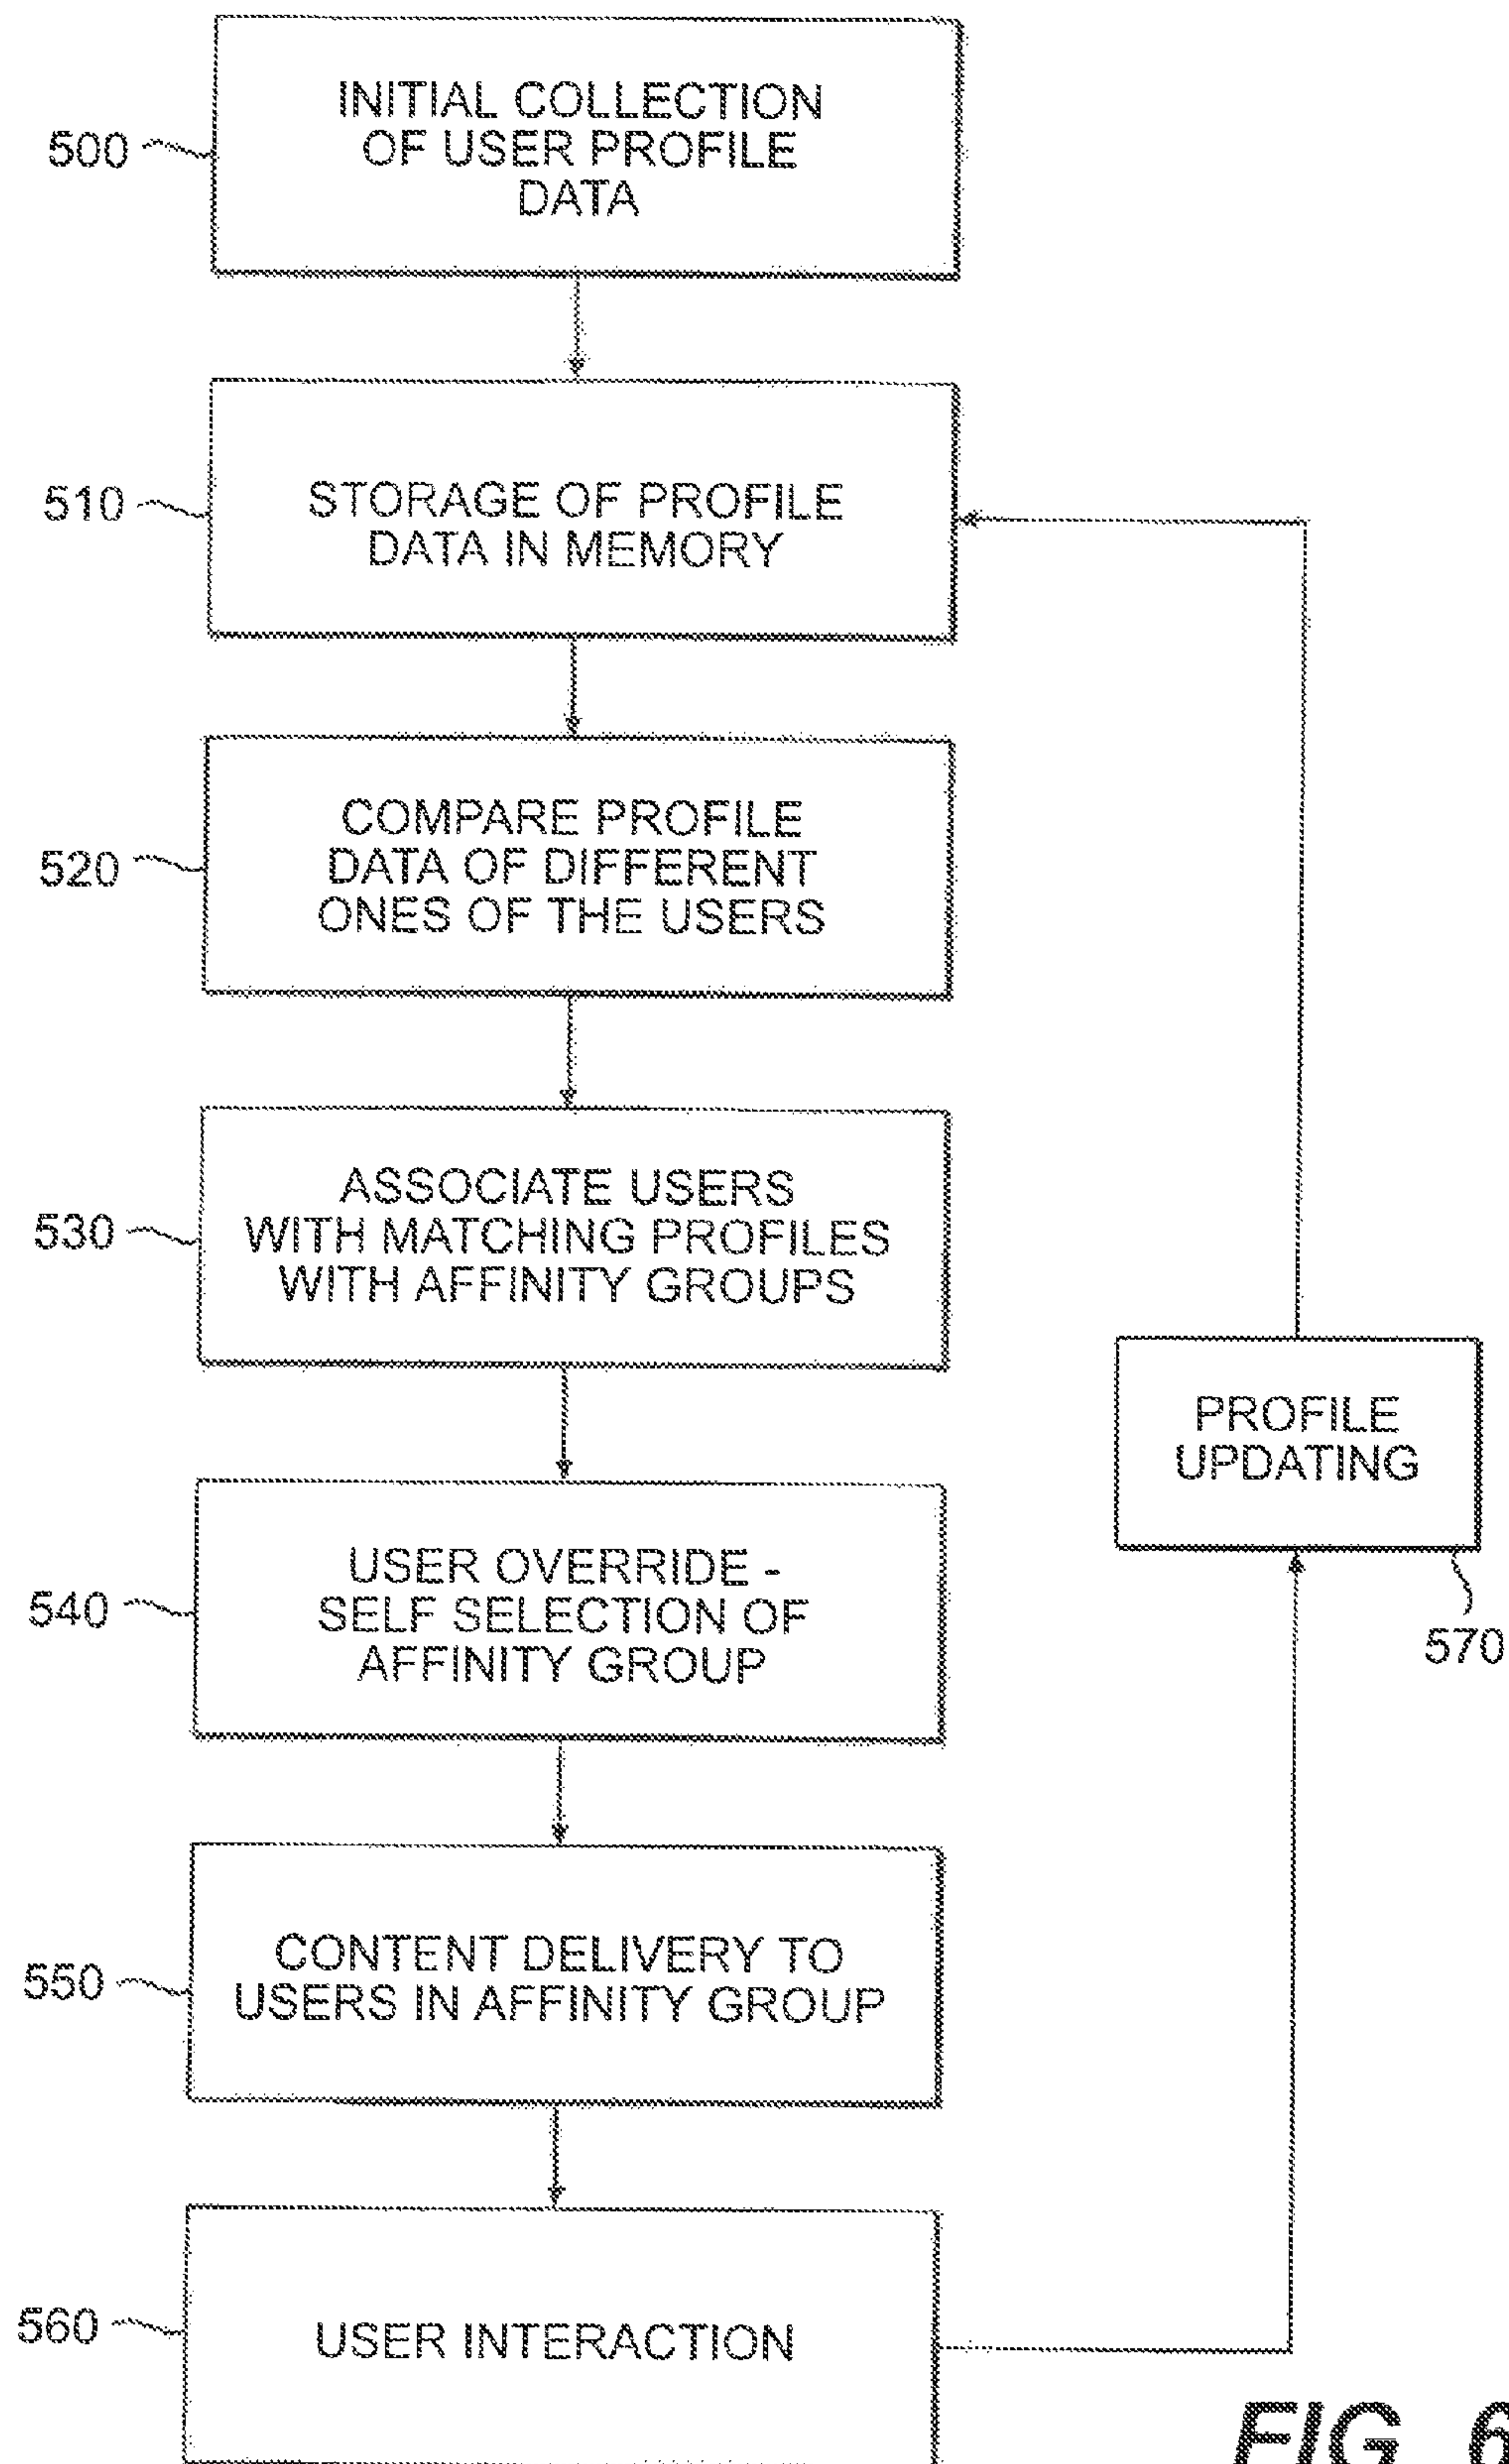 500
INITIAL COLLECTION
OF USER PROFILE
DATA
510
STORAGE OF PROFILE
DATA IN MEMORY
520
COMPARE PROFILE
DATA OF DIFFERENT
ONES OF THE USERS
530
ASSOCIATE USERS
WITH MATCHING PROFILES
WITH AFFINITY GROUPS
PROFILE
UPDATING
570
540
USER OVERRIDE -
SELF SELECTION OF
AFFINITY GROUP
550
CONTENT DELIVERY TO
USERS IN AFFINITY GROUP
560
USER INTERACTION
FIG. 6